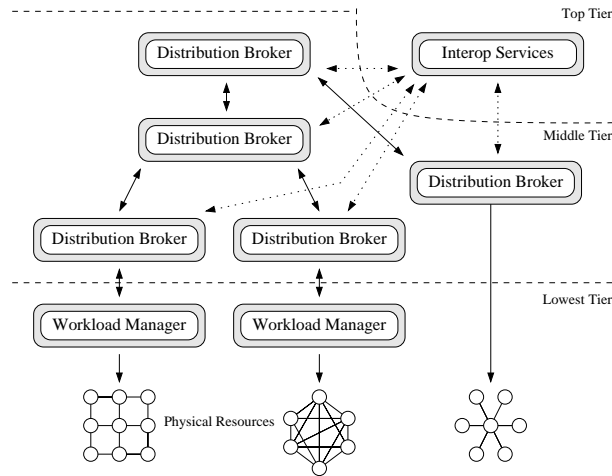 Top Tier
Distribution Broker
Interop Services
Distribution Broker
Middle Tier
Distribution Broker
Distribution Broker
Distribution Broker
Lowest Tier
Workload Manager
Workload Manager
Physical Resources